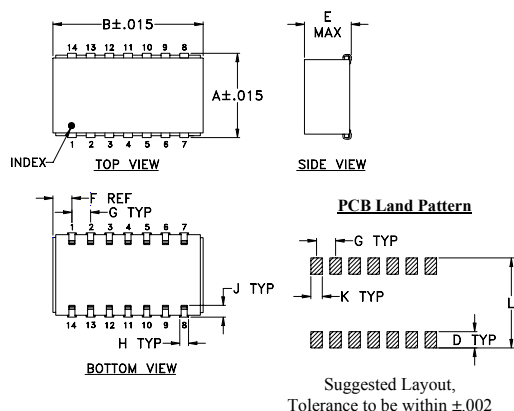 B±.015
E
MAX
14 13 12 11 10 9 8
A±.015
INDEX
1 2 3 4 5 6 7
TOP VIEW
SIDE VIEW
F REF
G TYP
1 2 3 4 5 6 7
J TYP
14 13 12 11 10 9 8
H TYP
BOTTOM VIEW
PCB Land Pattern
G TYP
K TYP
L
D TYP
Suggested Layout,
Tolerance to be within ±.002